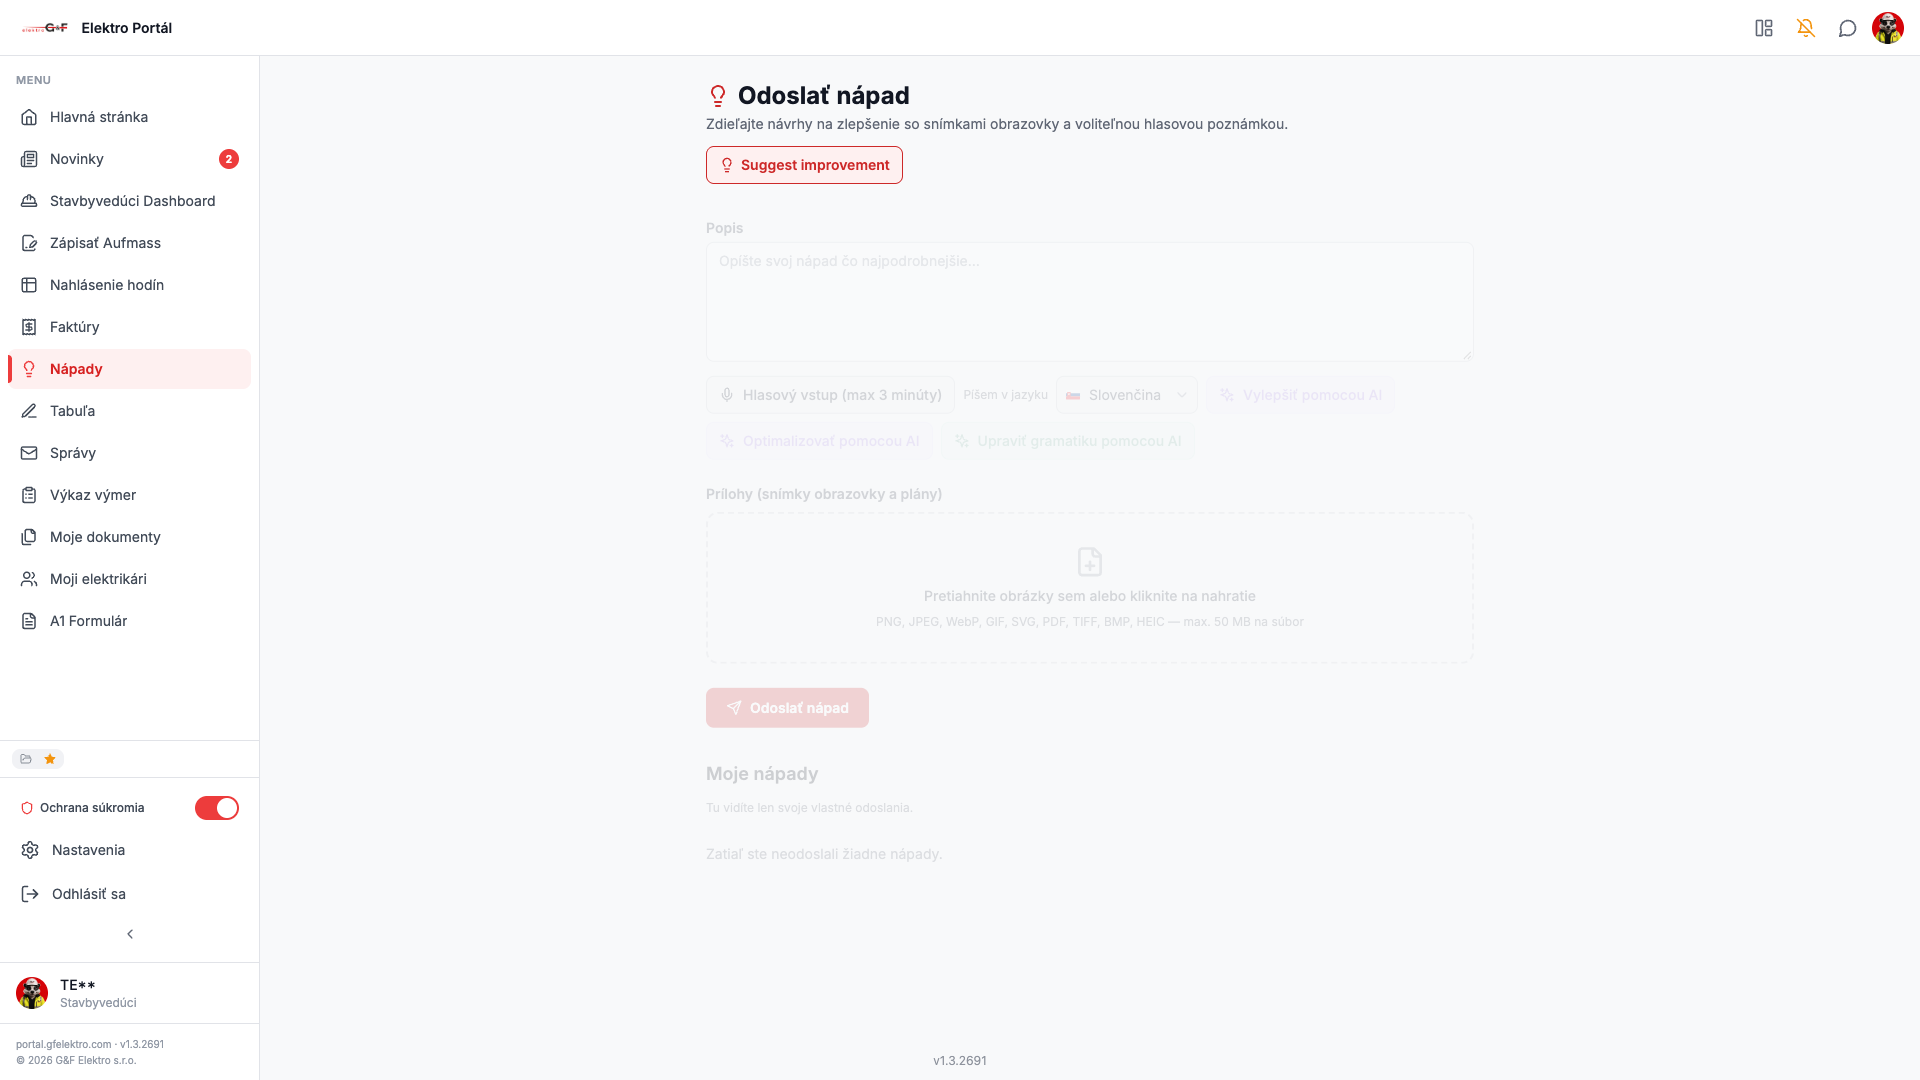 elektro G&F Elektro Portál
MENU
Hlavná stránka
Novinky 2
Stavbyvedúci Dashboard
Zápisať Aufmass
Nahlásenie hodín
Faktúry
Nápady
Tabuľa
Správy
Výkaz výmer
Moje dokumenty
Moji elektrikári
A1 Formulár
Ochrana súkromia
Nastavenia
Odhlásiť sa
TE**
Stavbyvedúci
portal.gfelektro.com · v1.3.2691
© 2026 G&F Elektro s.r.o.
Odoslať nápad
Zdieľajte návrhy na zlepšenie so snímkami obrazovky a voliteľnou hlasovou poznámkou.
Suggest improvement
Popis
Opíšte svoj nápad čo najpodrobnejšie...
Hlasový vstup (max 3 minúty) Píšem v jazyku Slovenčina Vylepšiť pomocou AI
Optimalizovať pomocou AI Upraviť gramatiku pomocou AI
Prílohy (snímky obrazovky a plány)
Pretiahnite obrázky sem alebo kliknite na nahratie
PNG, JPEG, WebP, GIF, SVG, PDF, TIFF, BMP, HEIC — max. 50 MB na súbor
Odoslať nápad
Moje nápady
Tu vidíte len svoje vlastné odoslania.
Zatiaľ ste neodoslali žiadne nápady.
v1.3.2691